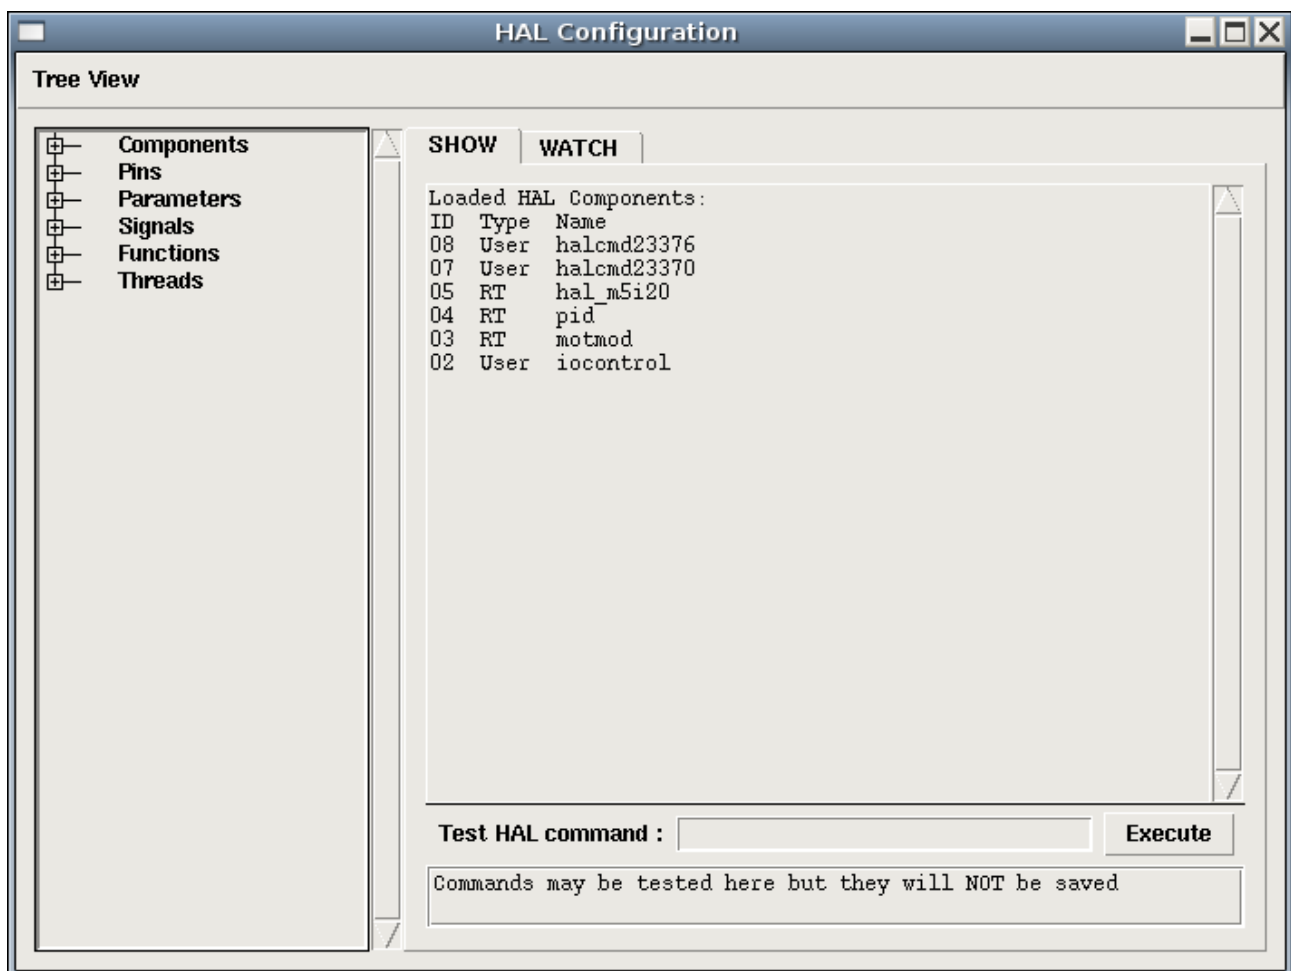 HAL Configuration
Tree View
Components
Pins
Parameters
Signals
Functions
Threads
SHOW WATCH
Loaded HAL Components:
ID Type Name
08 User halcmd23376
07 User halcmd23370
05 RT hal_m5i20
04 RT pid
03 RT motmod
02 User iocontrol
Test HAL command : Execute
Commands may be tested here but they will NOT be saved